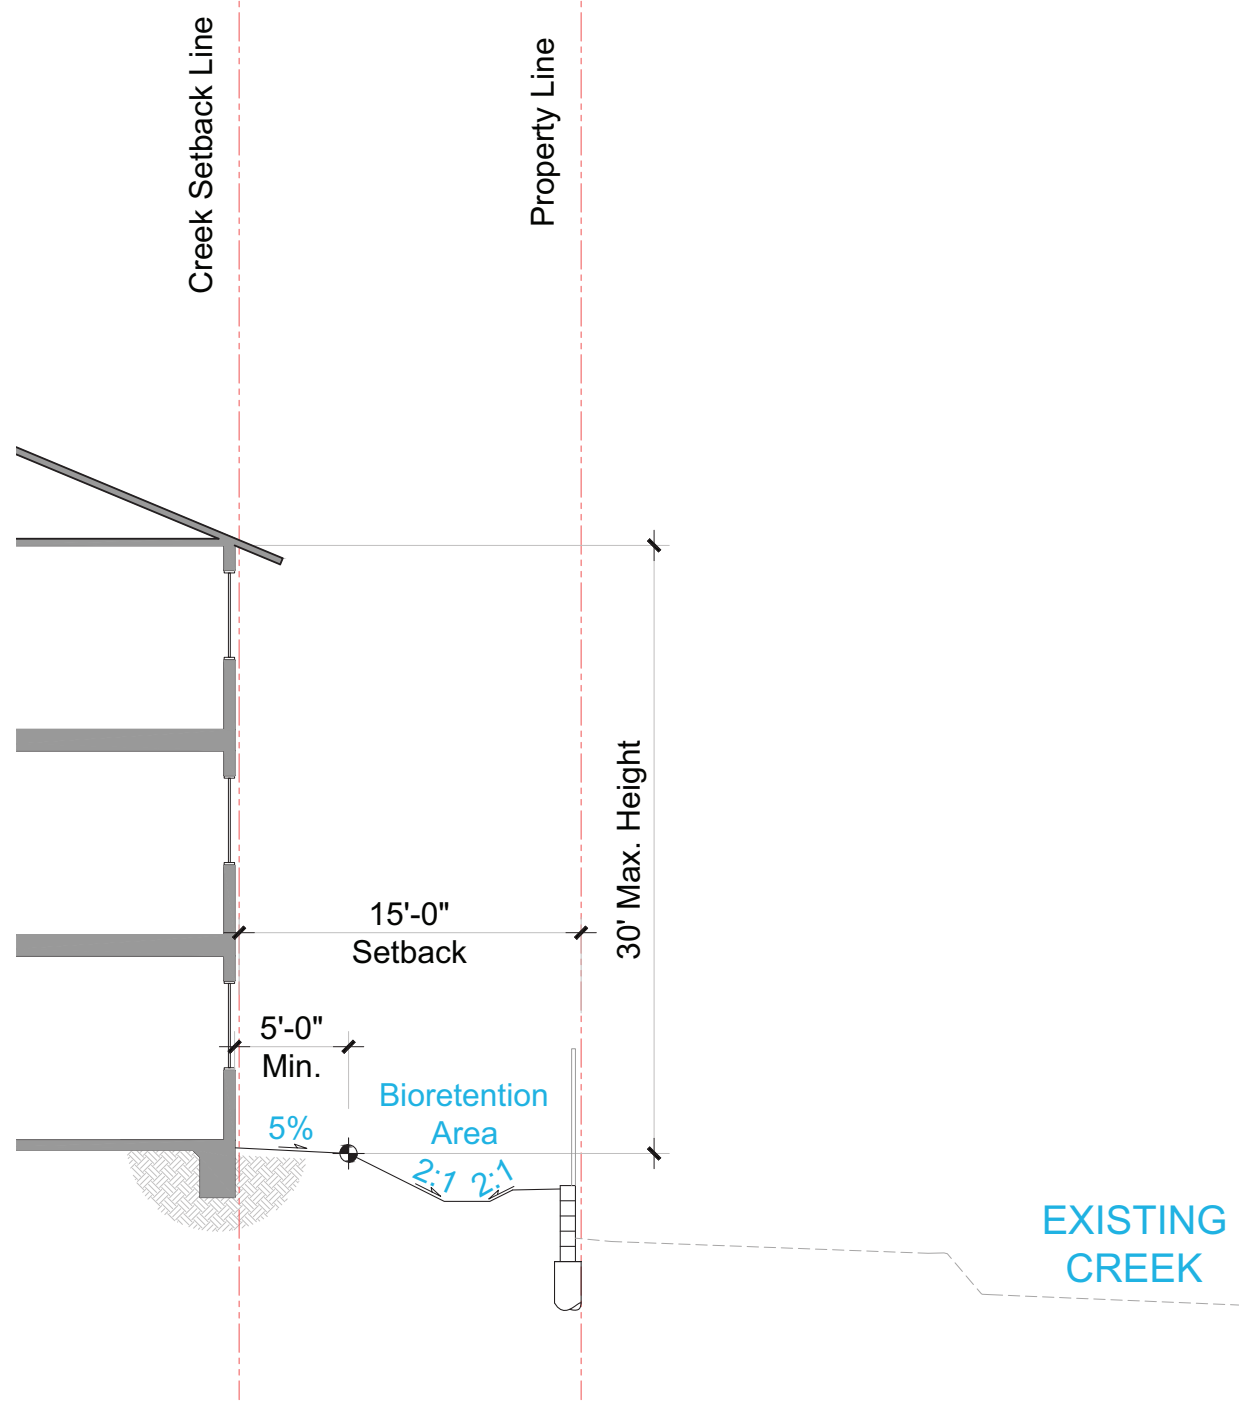 Creek Setback Line
Property Line
30' Max. Height
15'-0"
Setback
5'-0"
Min.
Bioretention
Area
5%
2:1
2:1
EXISTING
CREEK